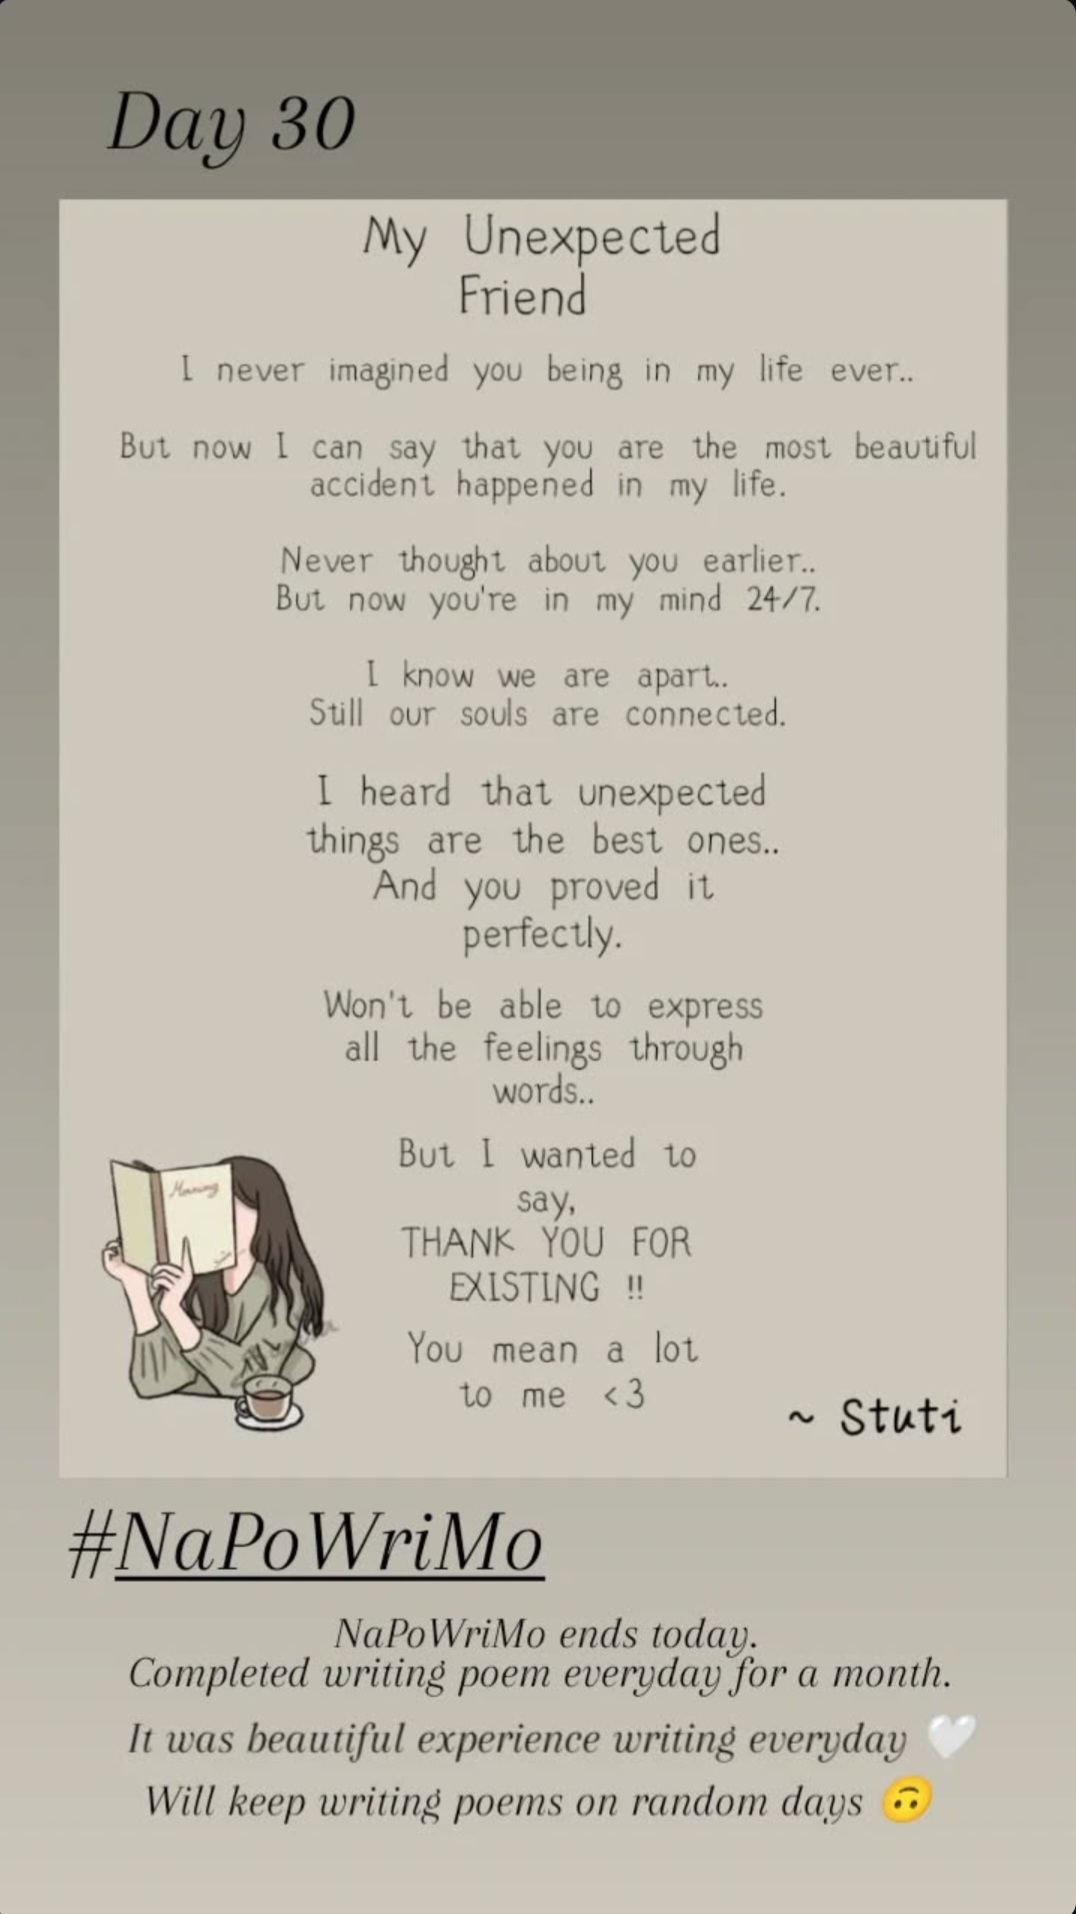 Day 30
My Unexpected
Friend
I never imagined you being in my life ever..
But now I can say that you are the most beautiful
accident happened in my life.
Never thought about you earlier..
But now you're in my mind 24/7.
I know we are apart..
Still our souls are connected.
I heard that unexpected
things are the best ones..
And you proved it
perfectly.
Won't be able to express
all the feelings through
words..
But I wanted to
say,
THANK YOU FOR
EXISTING !!
You mean a lot
to me <3
~ Stuti
#NaPoWriMo
NaPoWriMo ends today.
Completed writing poem everyday for a month.
It was beautiful experience writing everyday 🤍
Will keep writing poems on random days 🙃